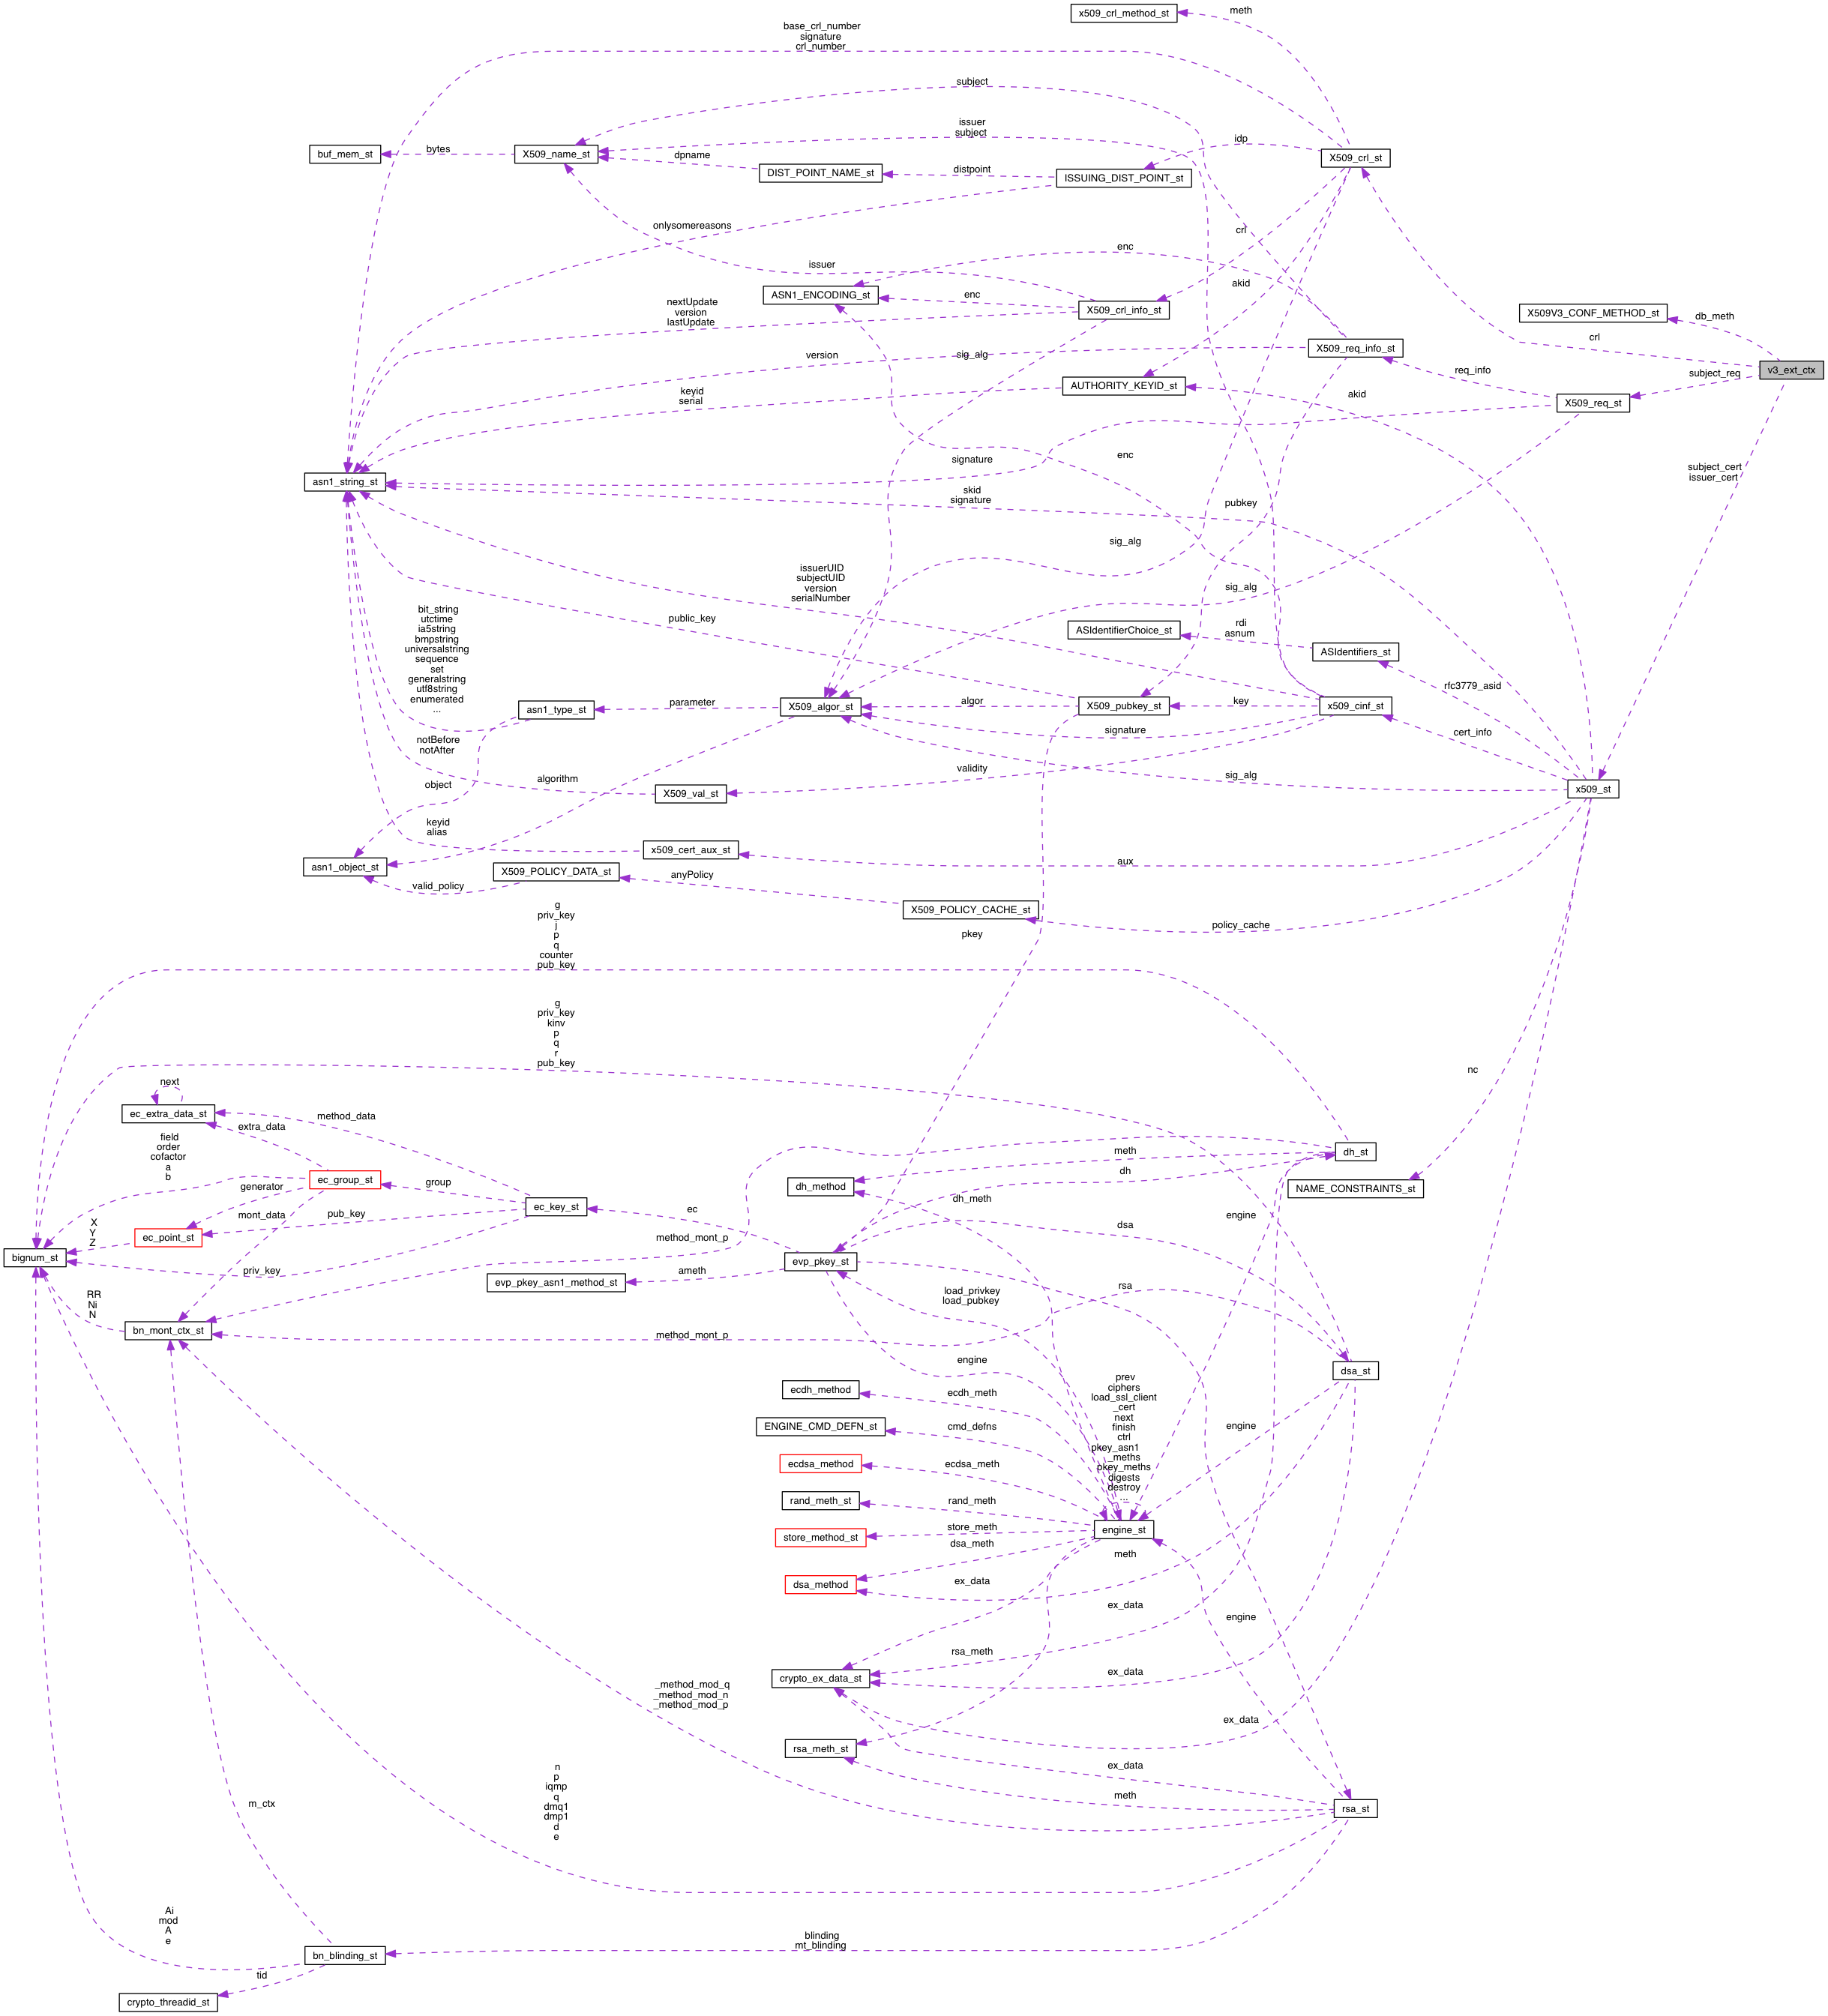 x509_crl_method_st
meth
base_crl_number
signature
crl_number
subject
issuer
subject
idp
X509_crl_st
buf_mem_st
bytes
X509_name_st
dpname
DIST_POINT_NAME_st
distpoint
ISSUING_DIST_POINT_st
onlysomereasons
crl
enc
issuer
akid
ASN1_ENCODING_st
enc
X509_crl_info_st
nextUpdate
version
lastUpdate
X509V3_CONF_METHOD_st
db_meth
crl
version
sig_alg
X509_req_info_st
req_info
subject_req
v3_ext_ctx
keyid
serial
AUTHORITY_KEYID_st
akid
X509_req_st
signature
enc
subject_cert
issuer_cert
asn1_string_st
skid
signature
pubkey
sig_alg
issuerUID
subjectUID
version
serialNumber
sig_alg
bit_string
utctime
ia5string
bmpstring
universalstring
sequence
set
generalstring
utf8string
enumerated
...
public_key
ASIdentifierChoice_st
rdi
asnum
ASIdentifiers_st
rfc3779_asid
asn1_type_st
parameter
X509_algor_st
algor
X509_pubkey_st
key
x509_cinf_st
signature
cert_info
notBefore
notAfter
object
algorithm
validity
sig_alg
X509_val_st
x509_st
keyid
alias
x509_cert_aux_st
aux
asn1_object_st
valid_policy
X509_POLICY_DATA_st
anyPolicy
X509_POLICY_CACHE_st
policy_cache
pkey
g
priv_key
j
p
q
counter
pub_key
g
priv_key
kinv
p
q
r
pub_key
nc
next
ec_extra_data_st
method_data
extra_data
field
order
cofactor
a
b
ec_group_st
group
generator
mont_data
pub_key
ec_key_st
ec
meth
dh
dh_st
dh_method
dh_meth
NAME_CONSTRAINTS_st
engine
dsa
X
Y
Z
ec_point_st
method_mont_p
bignum_st
priv_key
evp_pkey_st
evp_pkey_asn1_method_st
ameth
load_privkey
load_pubkey
rsa
RR
Ni
N
bn_mont_ctx_st
method_mont_p
engine
dsa_st
prev
ciphers
load_ssl_client
_cert
next
finish
ctrl
pkey_asn1
_meths
pkey_meths
digests
destroy
...
ecdh_method
ecdh_meth
ENGINE_CMD_DEFN_st
cmd_defns
engine
ecdsa_method
ecdsa_meth
rand_meth_st
rand_meth
store_method_st
store_meth
engine_st
dsa_meth
meth
dsa_method
ex_data
ex_data
engine
rsa_meth
crypto_ex_data_st
ex_data
_method_mod_q
_method_mod_n
_method_mod_p
ex_data
rsa_meth_st
ex_data
meth
rsa_st
n
p
iqmp
q
dmq1
dmp1
d
e
m_ctx
Ai
mod
A
e
bn_blinding_st
blinding
mt_blinding
tid
crypto_threadid_st